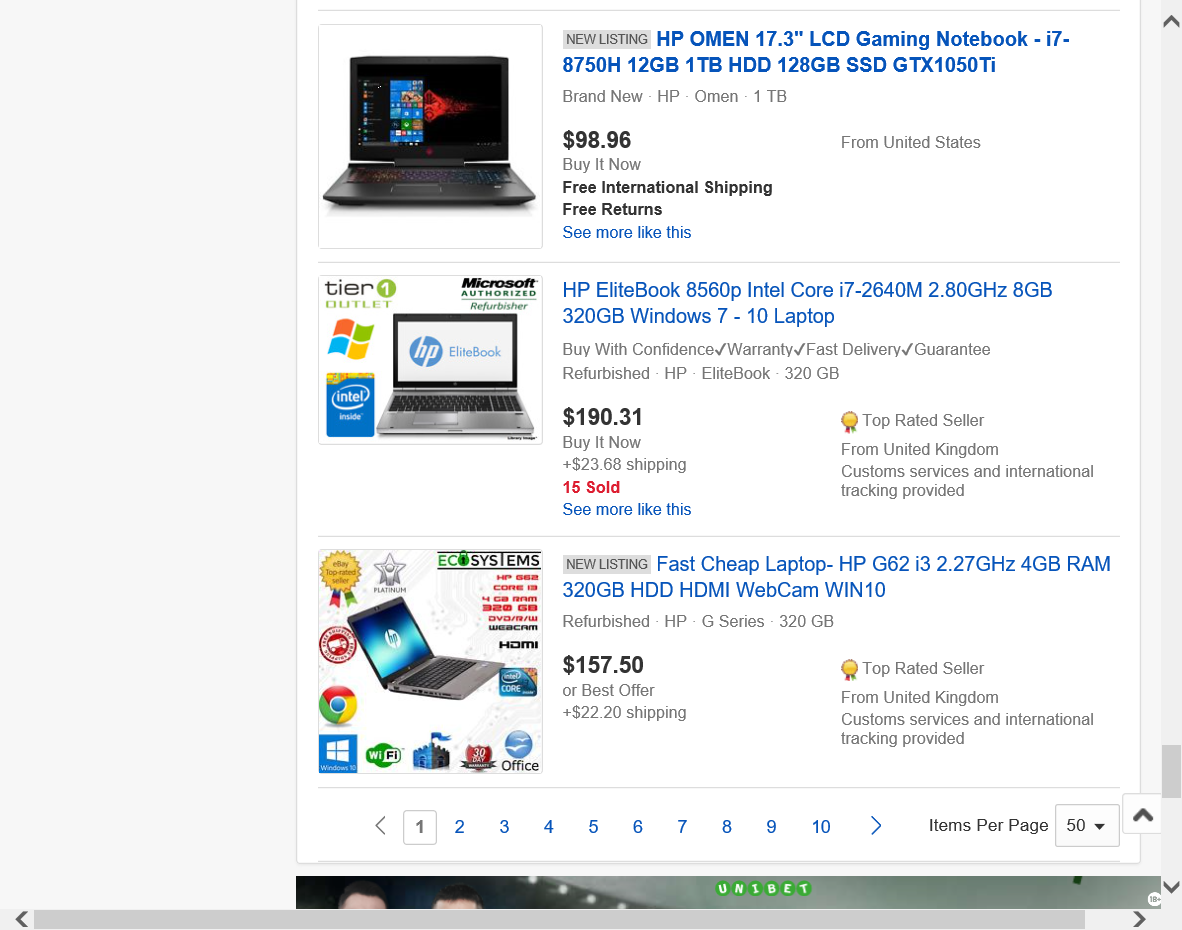 NEW LISTING HP OMEN 17.3" LCD Gaming Notebook - i7-
8750H 12GB 1TB HDD 128GB SSD GTX1050Ti
Brand New · HP · Omen · 1 TB
$98.96
From United States
Buy It Now
Free International Shipping
Free Returns
See more like this
tier 1
OUTLET
Microsoft
AUTHORIZED
Refurbisher
hp EliteBook
intel
inside
Library Image*
HP EliteBook 8560p Intel Core i7-2640M 2.80GHz 8GB
320GB Windows 7 - 10 Laptop
Buy With Confidence✓Warranty✓Fast Delivery✓Guarantee
Refurbished · HP · EliteBook · 320 GB
$190.31
Top Rated Seller
Buy It Now
From United Kingdom
+$23.68 shipping
Customs services and international
tracking provided
15 Sold
See more like this
eBay
Top-rated
seller
PLATINUM
ECOSYSTEMS
HP G62
CORE I3
4 GB RAM
320 GB
DVD/R/W
WEBCAM
HDMI
hp
FREE SHIPPING
intel
CORE
Windows 10
WiFi
30
DAY
WARRANTY
Office
NEW LISTING Fast Cheap Laptop- HP G62 i3 2.27GHz 4GB RAM
320GB HDD HDMI WebCam WIN10
Refurbished · HP · G Series · 320 GB
$157.50
Top Rated Seller
or Best Offer
From United Kingdom
+$22.20 shipping
Customs services and international
tracking provided
1 2 3 4 5 6 7 8 9 10
Items Per Page 50
UNIBET
18+